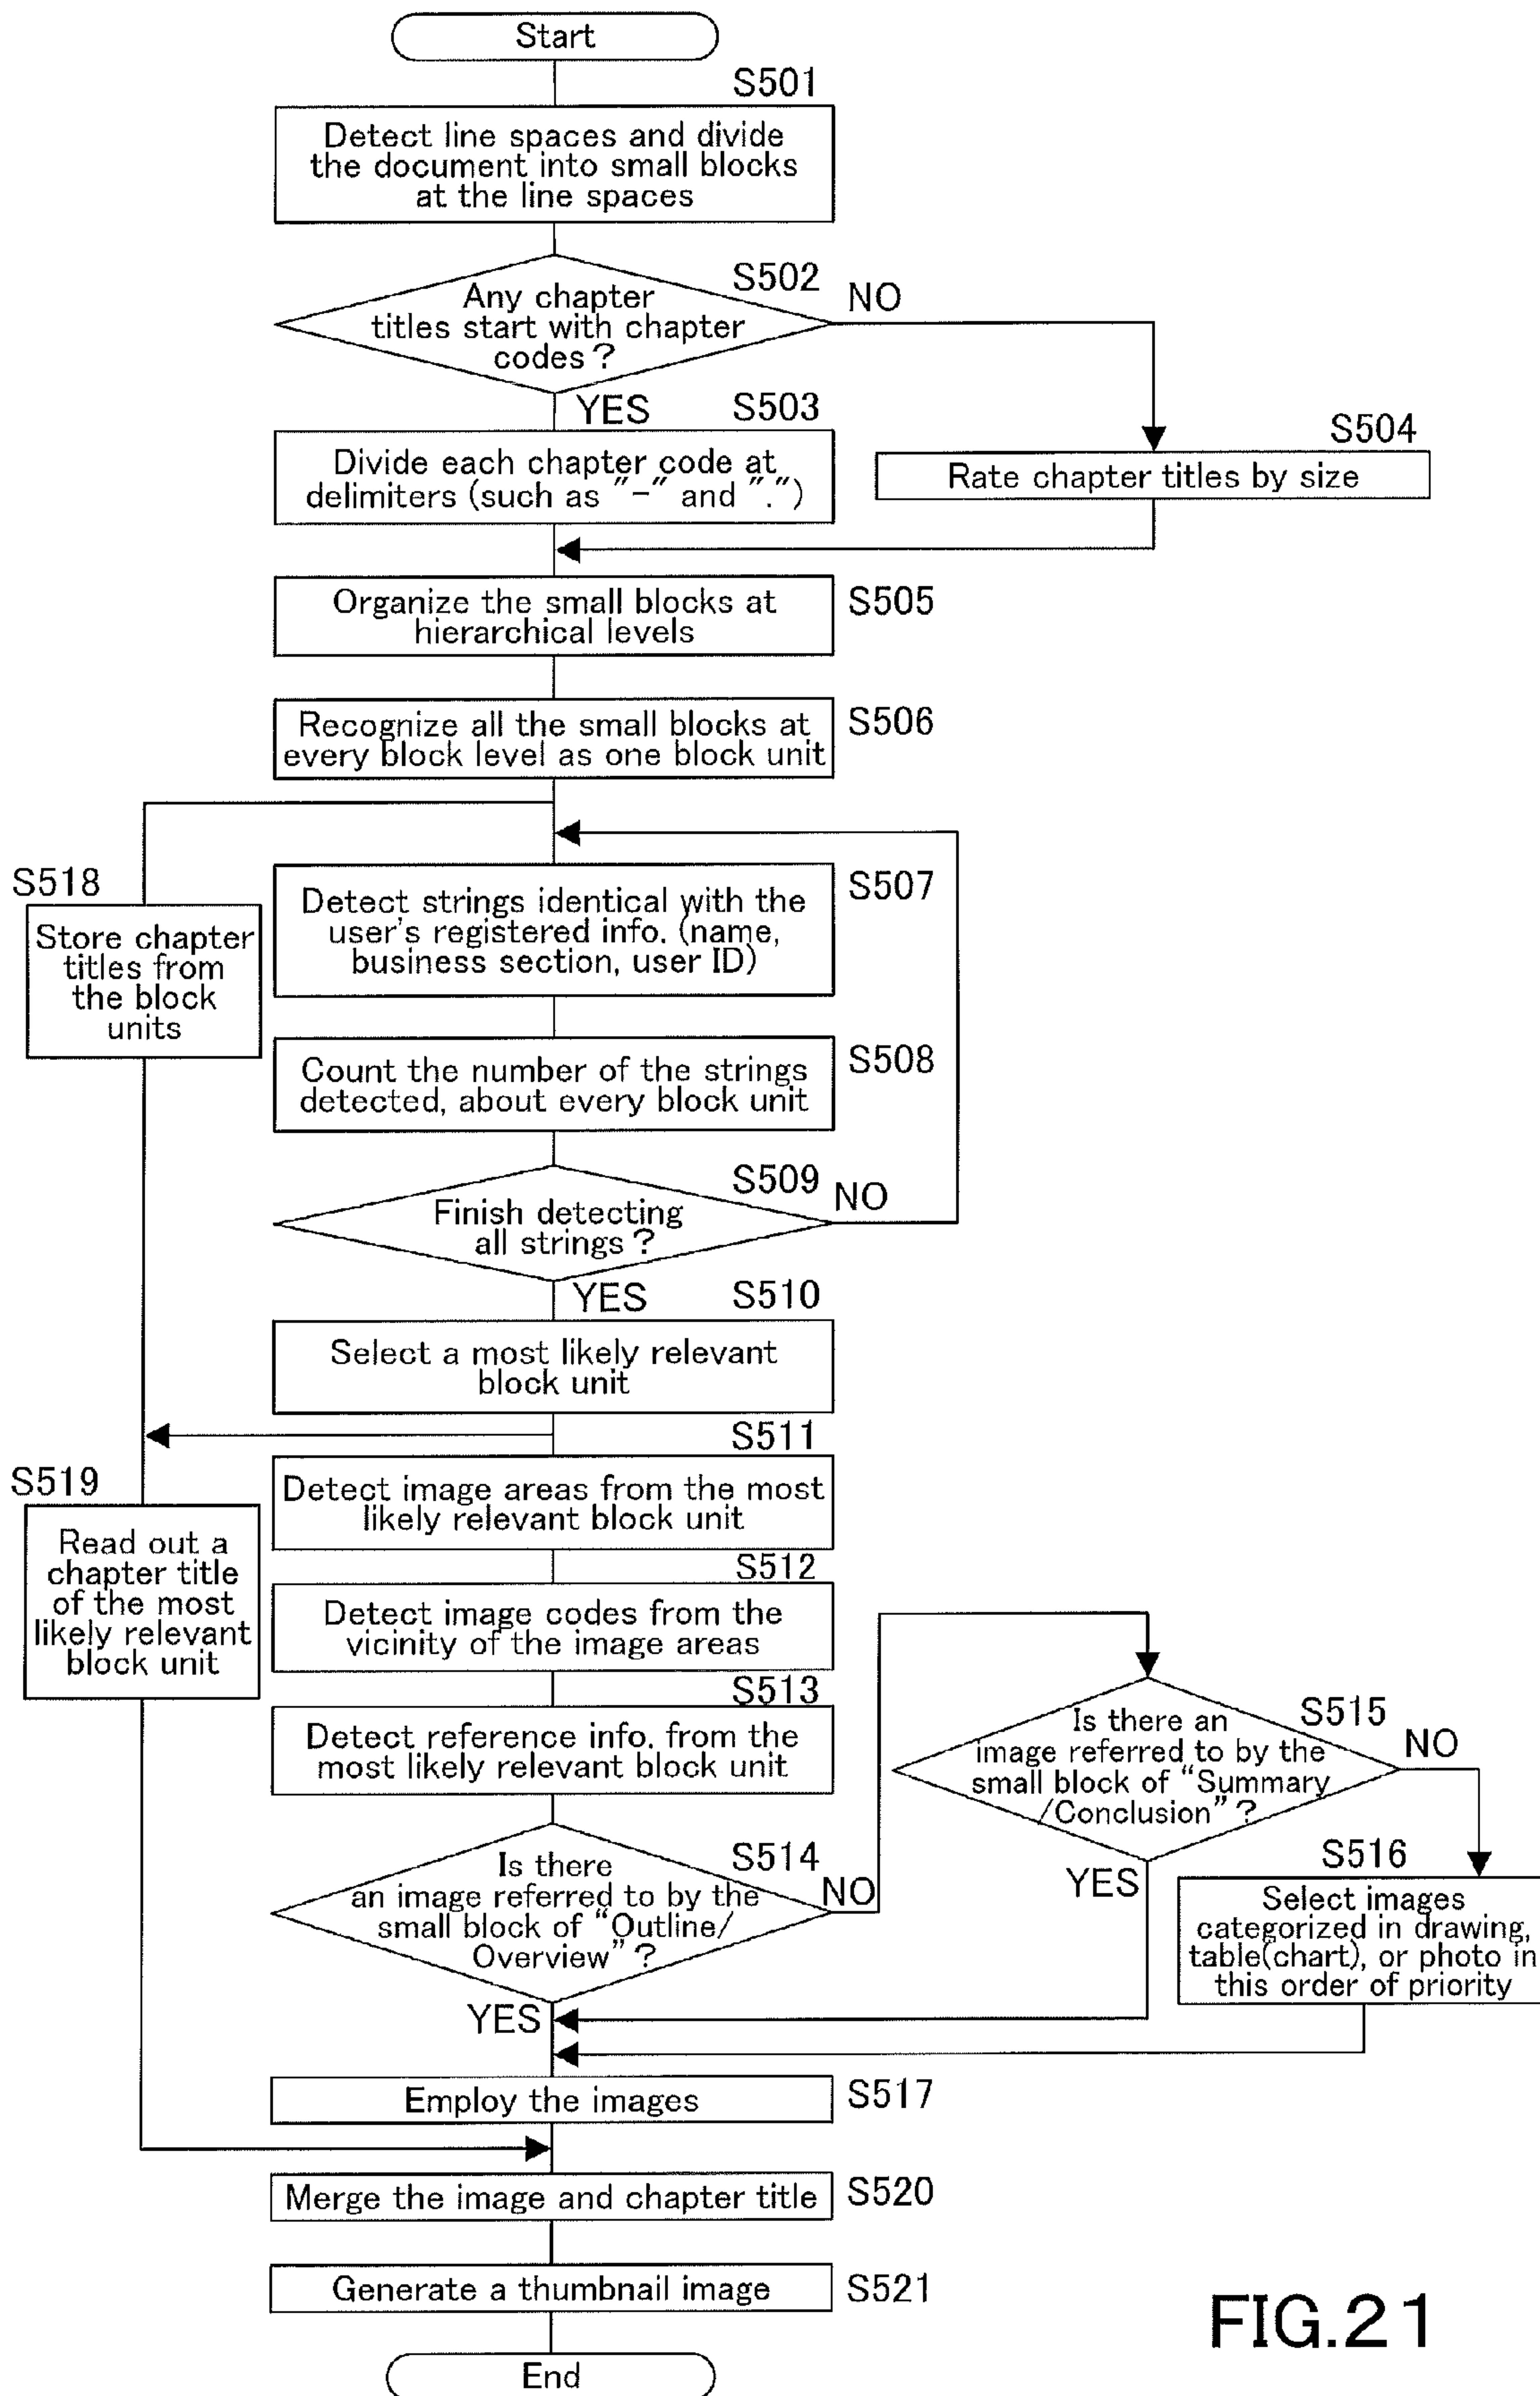 Start
S501
Detect line spaces and divide
the document into small blocks
at the line spaces
S502
Any chapter
titles start with chapter
codes?
NO
YES
S503
Divide each chapter code at
delimiters (such as "-" and ".")
S504
Rate chapter titles by size
Organize the small blocks at
hierarchical levels
S505
Recognize all the small blocks at
every block level as one block unit
S506
S518
Store chapter
titles from
the block
units
Detect strings identical with the
user's registered info. (name,
business section, user ID)
S507
Count the number of the strings
detected, about every block unit
S508
S509
Finish detecting
all strings?
NO
YES
S510
Select a most likely relevant
block unit
S511
Detect image areas from the most
likely relevant block unit
S519
Read out a
chapter title
of the most
likely relevant
block unit
S512
Detect image codes from the
vicinity of the image areas
S513
Detect reference info. from the
most likely relevant block unit
S514
Is there
an image referred to by the
small block of "Outline/
Overview"?
NO
YES
S515
Is there an
image referred to by the
small block of "Summary
/Conclusion"?
NO
YES
S516
Select images
categorized in drawing,
table(chart), or photo in
this order of priority
Employ the images
S517
Merge the image and chapter title
S520
Generate a thumbnail image
S521
End
FIG.21